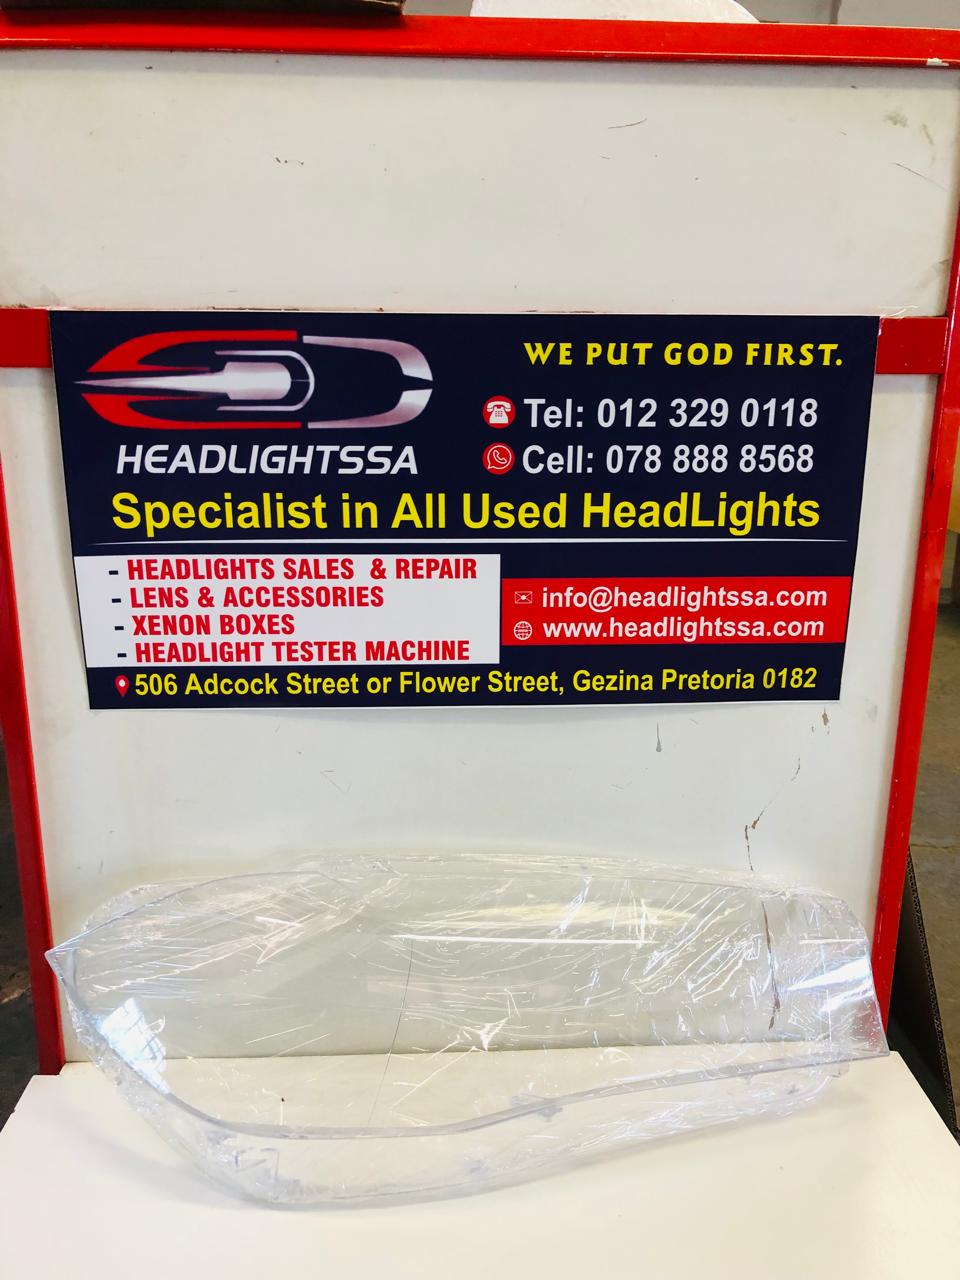 WE PUT GOD FIRST.
Tel: 012 329 0118
Cell: 078 888 8568
HEADLIGHTSSA
Specialist in All Used HeadLights
- HEADLIGHTS SALES & REPAIR
- LENS & ACCESSORIES
- XENON BOXES
- HEADLIGHT TESTER MACHINE
info@headlightssa.com
www.headlightssa.com
506 Adcock Street or Flower Street, Gezina Pretoria 0182